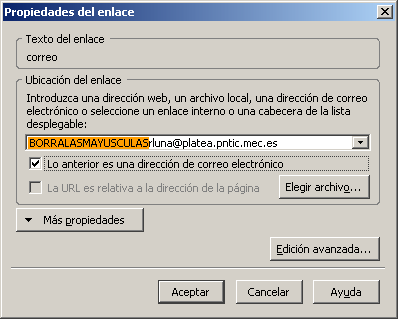 Propiedades del enlace
Texto del enlace
correo
Ubicación del enlace
Introduzca una dirección web, un archivo local, una dirección de correo
electrónico o seleccione un enlace interno o una cabecera de la lista
desplegable:
BORRALASMAYUSCULASrluna@platea.pntic.mec.es
Lo anterior es una dirección de correo electrónico
La URL es relativa a la dirección de la página
Elegir archivo...
Más propiedades
Edición avanzada...
Aceptar
Cancelar
Ayuda